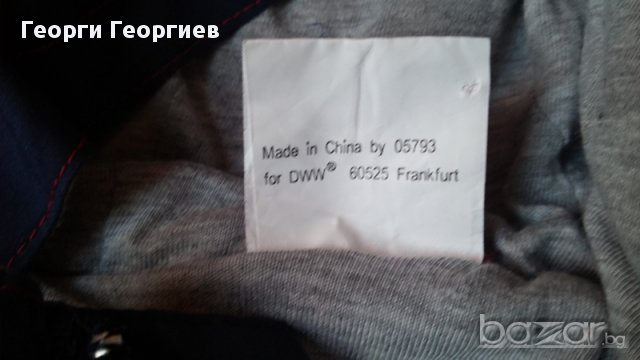 Георги Георгиев
Made in China by 05793
for DWW® 60525 Frankfurt
bazar.bg